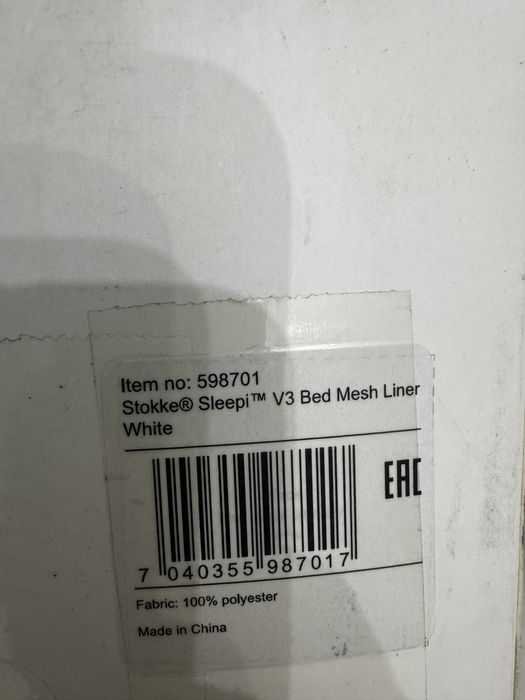 Item no: 598701
Stokke® Sleepi™ V3 Bed Mesh Liner
White
EAC
7 040355 987017
Fabric: 100% polyester
Made in China